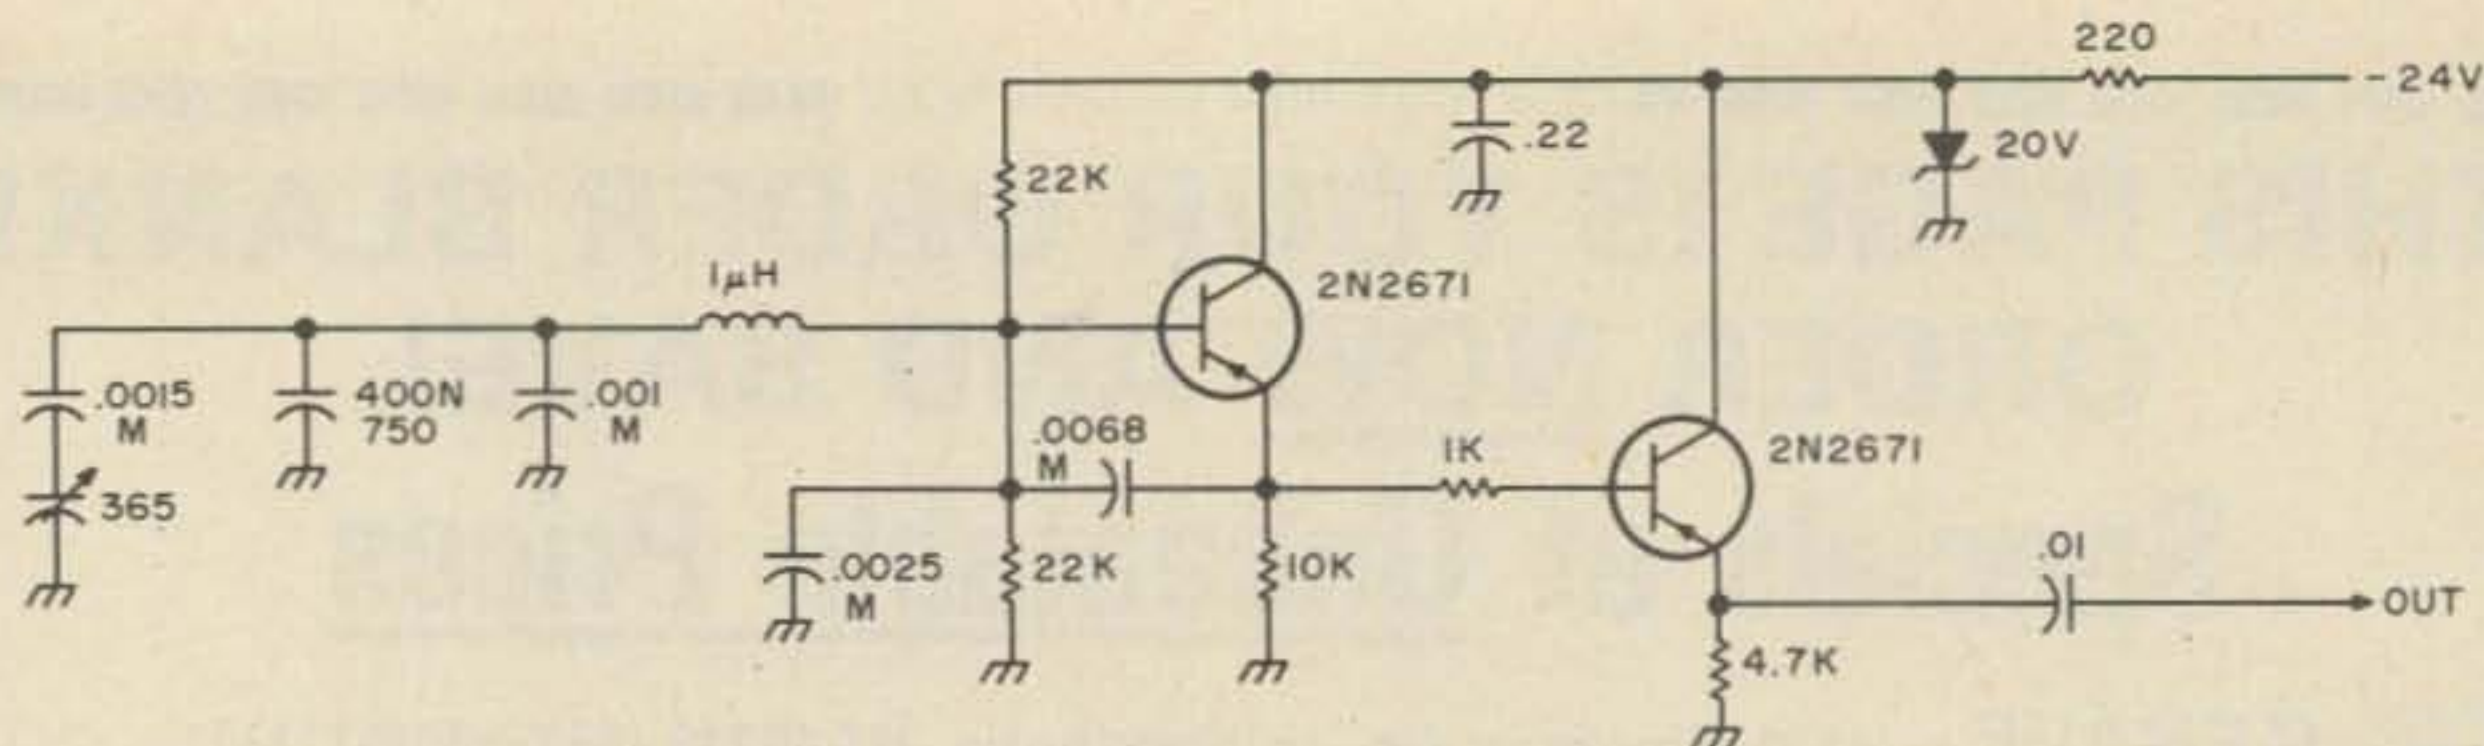 220
-24V
.22
20V
22K
1µH
2N2671
.0015
M
400N
750
.001
M
365
.0068
M
1K
2N2671
.0025
M
22K
10K
.01
OUT
4.7K